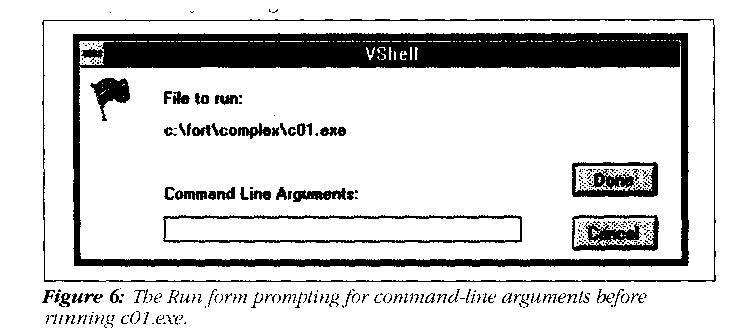 VShell
File to run:
c:\fort\complex\c01.exe
Done
Command Line Arguments:
Cancel
Figure 6: The Run form prompting for command-line arguments before
running c01.exe.